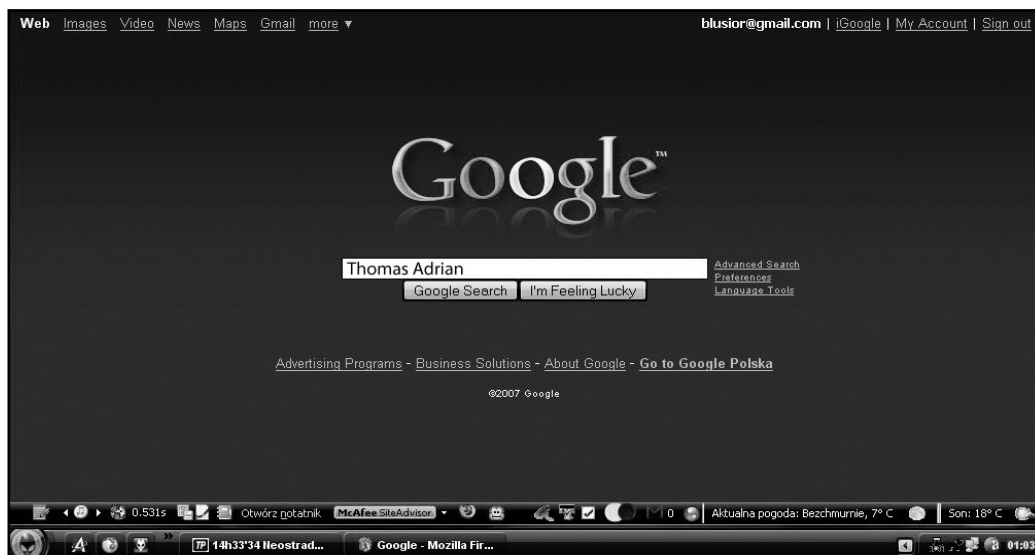 Web Images Video News Maps Gmail more ▼ blusior@gmail.com | iGoogle | My Account | Sign out
Google™
Thomas Adrian
Advanced Search
Preferences
Language Tools
Google Search I'm Feeling Lucky
Advertising Programs - Business Solutions - About Google - Go to Google Polska
©2007 Google
0.531s Otwórz notatnik McAfee SiteAdvisor 0 Aktualna pogoda: Bezchmurnie, 7° C Son: 18° C
TP 14h33'34 Neostrad... Google - Mozilla Fir... 01:03